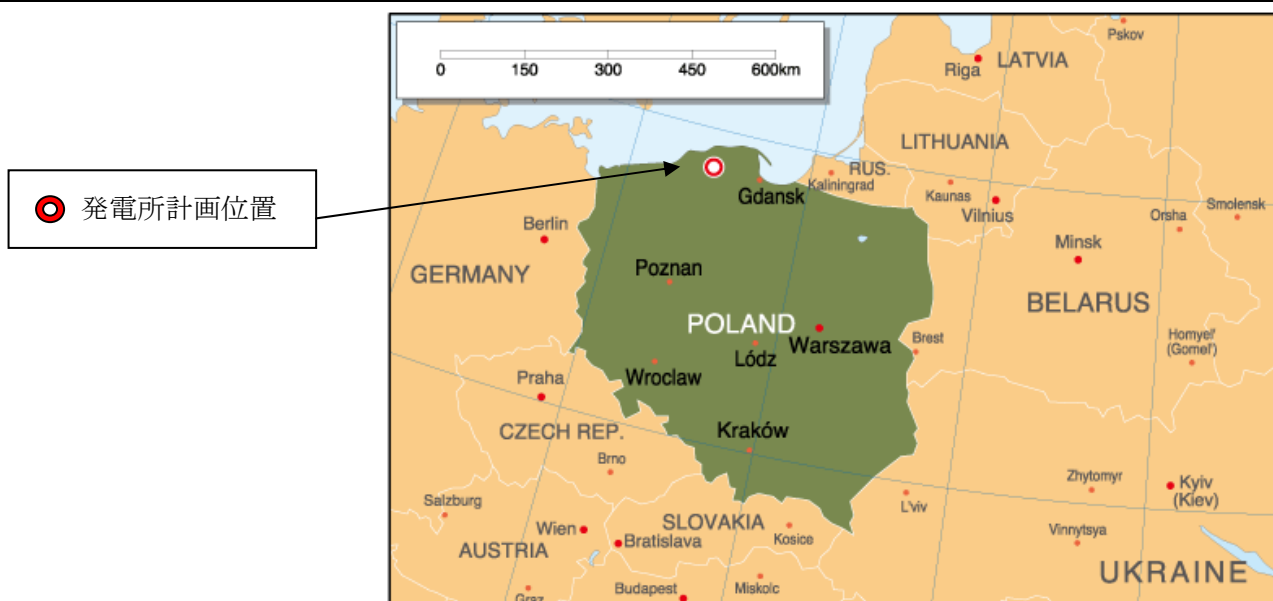 0 150 300 450 600km
Pskov
Riga LATVIA
LITHUANIA
RUS.
Kaliningrad
Kaunas
Vilnius
Smolensk
Orsha
Gdansk
発電所計画位置
Berlin
Minsk
GERMANY
Poznan
BELARUS
POLAND
Warszawa
Brest
Homyel'
(Gomel')
Lódz
Wroclaw
Praha
CZECH REP.
Kraków
Brno
Zhytomyr
Kyiv
(Kiev)
Salzburg
L'viv
Wien
SLOVAKIA
Kosice
Vinnytsya
AUSTRIA
Bratislava
UKRAINE
Budapest
Miskolc
Graz